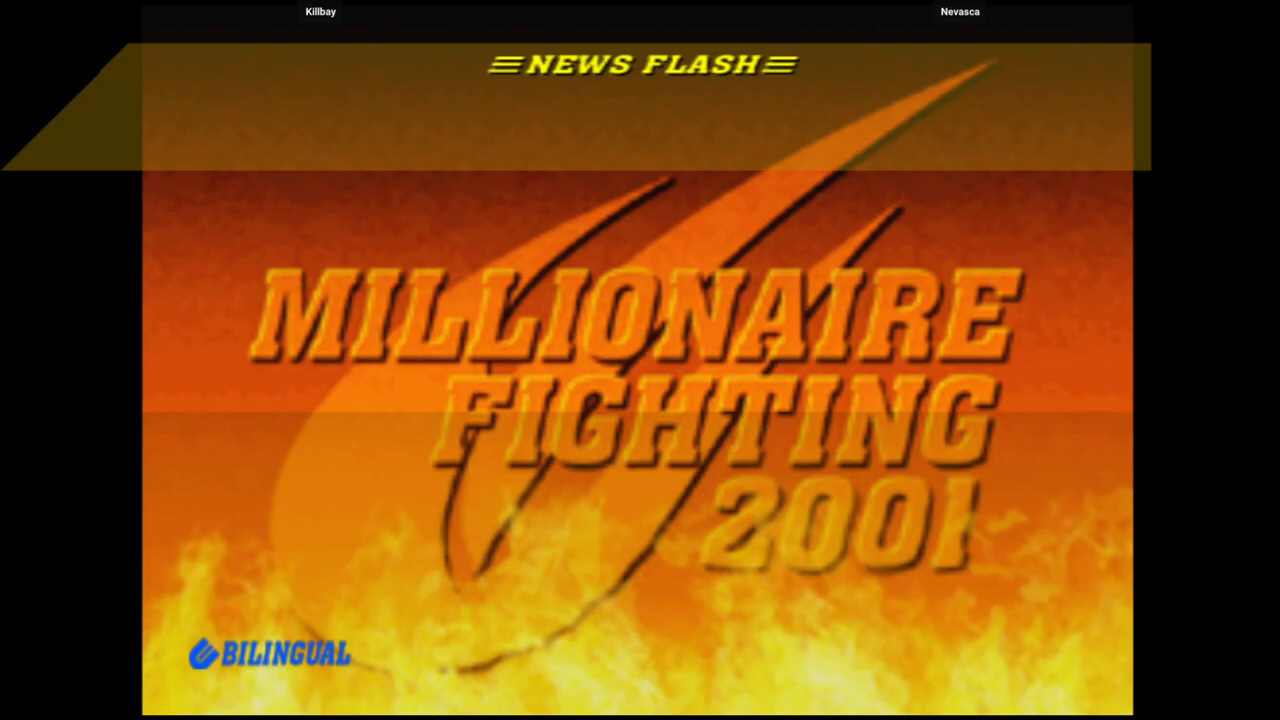 Killbay
Nevasca
NEWS FLASH
MILLIONAIRE
FIGHTING
2001
BILINGUAL